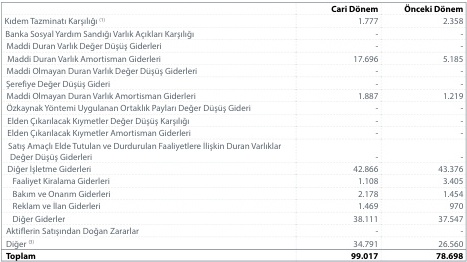 Cari Dönem Önceki Dönem
Kıdem Tazminatı Karşılığı (1) 1.777 2.358
Banka Sosyal Yardım Sandığı Varlık Açıkları Karşılığı - -
Maddi Duran Varlık Değer Düşüş Giderleri - -
Maddi Duran Varlık Amortisman Giderleri 17.696 5.185
Maddi Olmayan Duran Varlık Değer Düşüş Giderleri - -
Şerefiye Değer Düşüş Gideri - -
Maddi Olmayan Duran Varlık Amortisman Giderleri 1.887 1.219
Özkaynak Yöntemi Uygulanan Ortaklık Payları Değer Düşüş Gideri - -
Elden Çıkarılacak Kıymetler Değer Düşüş Karşılığı - -
Elden Çıkarılacak Kıymetler Amortisman Giderleri - -
Satış Amaçlı Elde Tutulan ve Durdurulan Faaliyetlere İlişkin Duran Varlıklar
Değer Düşüş Giderleri - -
Diğer İşletme Giderleri 42.866 43.376
Faaliyet Kiralama Giderleri 1.108 3.405
Bakım ve Onarım Giderleri 2.178 1.454
Reklam ve İlan Giderleri 1.469 970
Diğer Giderler 38.111 37.547
Aktiflerin Satışından Doğan Zararlar - -
Diğer 34.791 26.560
Toplam 99.017 78.698